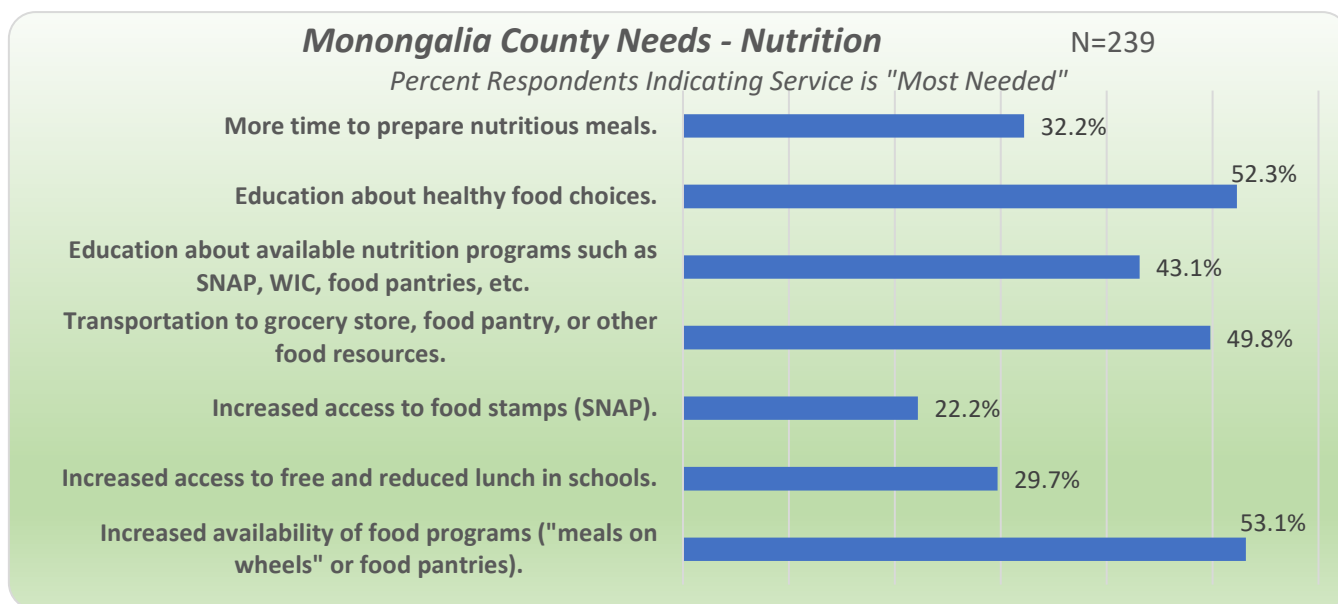 Monongalia County Needs - Nutrition N=239
Percent Respondents Indicating Service is "Most Needed"
More time to prepare nutritious meals.
32.2%
Education about healthy food choices.
52.3%
Education about available nutrition programs such as
SNAP, WIC, food pantries, etc.
43.1%
Transportation to grocery store, food pantry, or other
food resources.
49.8%
Increased access to food stamps (SNAP).
22.2%
Increased access to free and reduced lunch in schools.
29.7%
Increased availability of food programs ("meals on
wheels" or food pantries).
53.1%